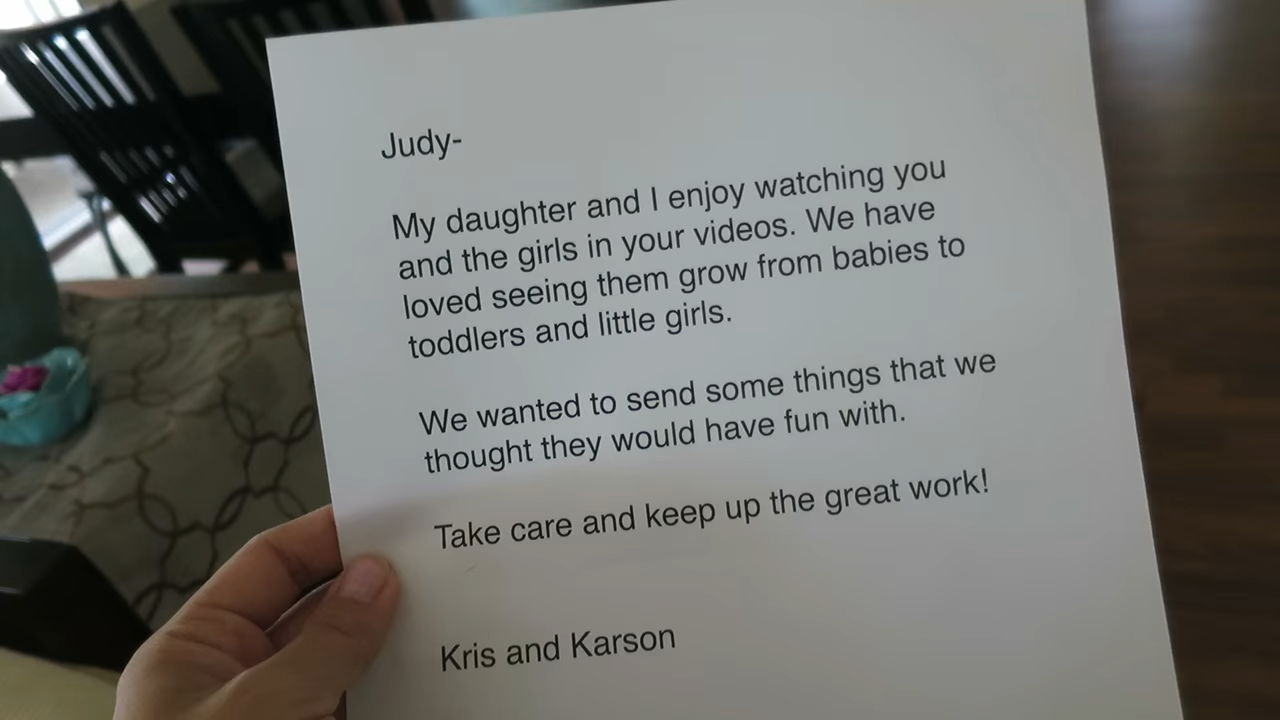 Judy-
My daughter and I enjoy watching you
and the girls in your videos. We have
loved seeing them grow from babies to
toddlers and little girls.
We wanted to send some things that we
thought they would have fun with.
Take care and keep up the great work!
Kris and Karson